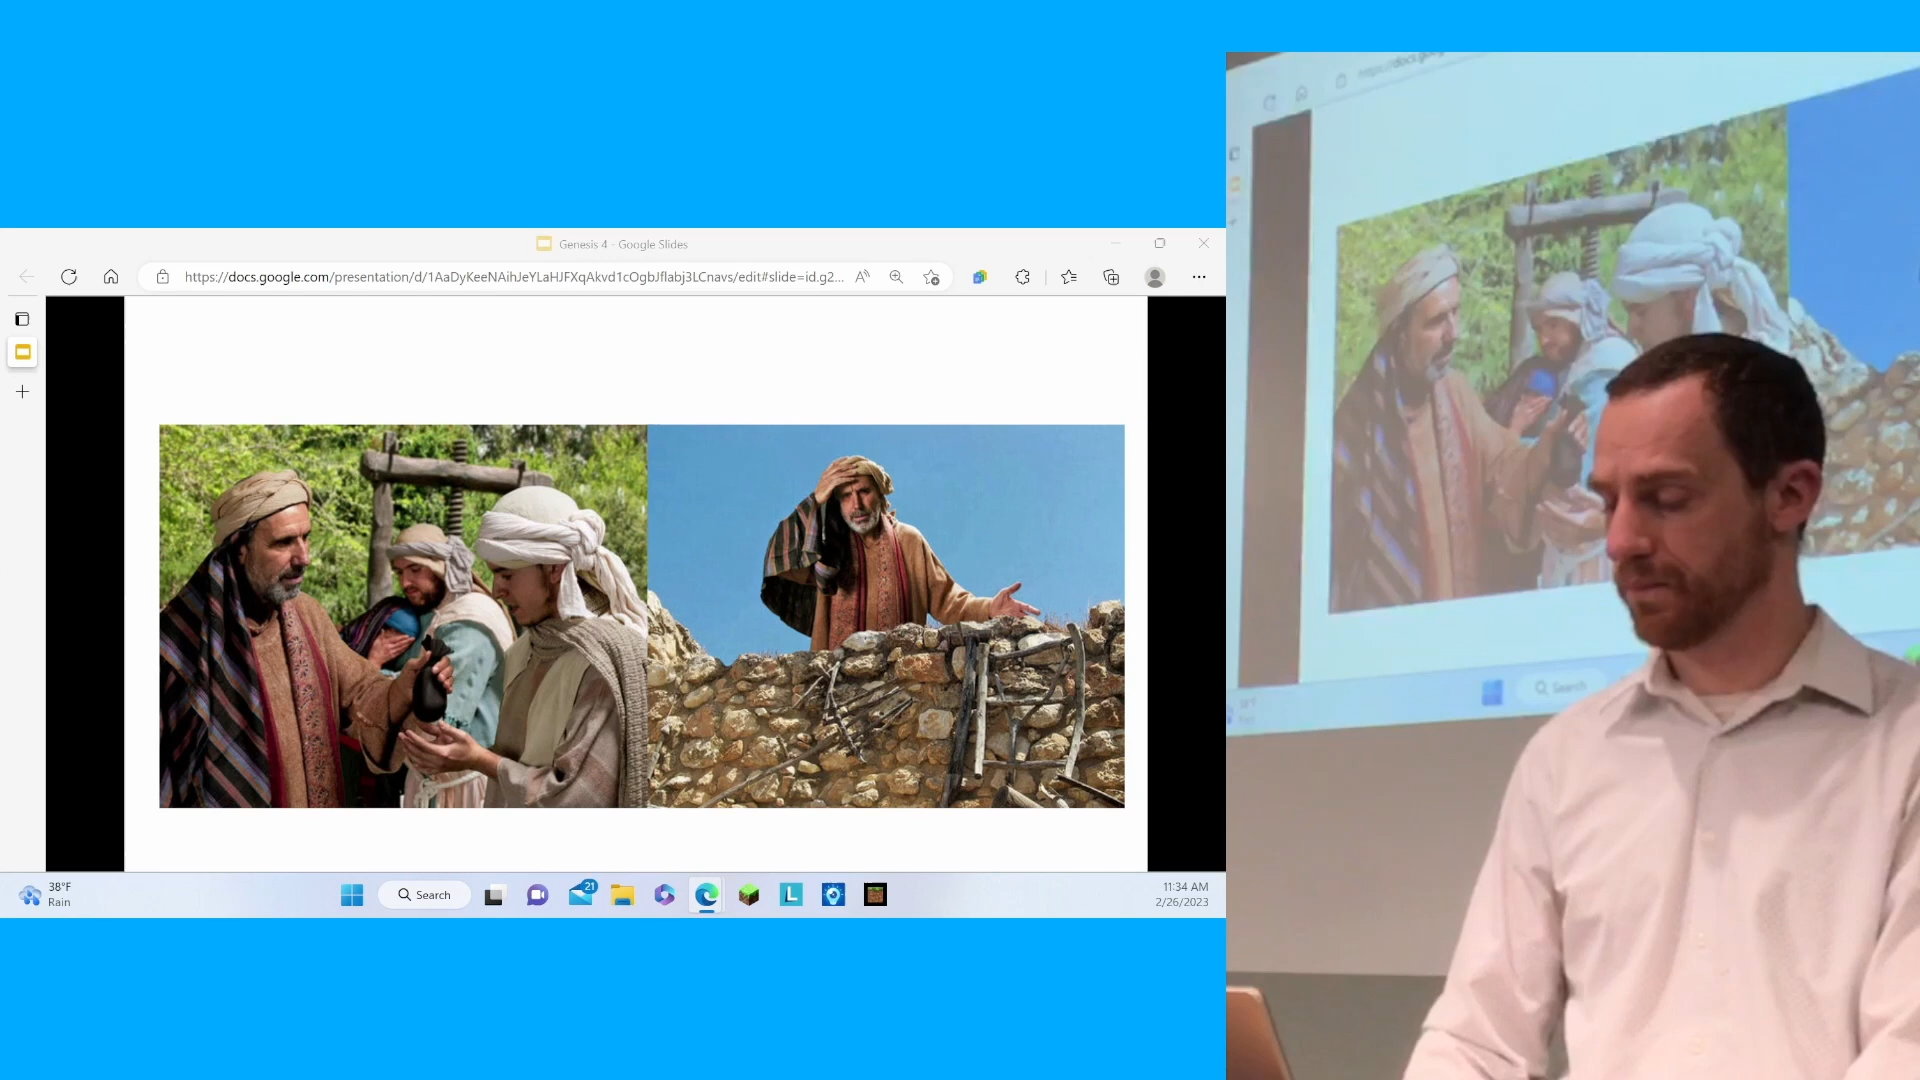 Genesis 4 - Google Slides
https://docs.google.com/presentation/d/1AaDyKeeNAihJeYLaHJFXqAkvd1cOgbJflabj3LCnavs/edit#slide=id.g2...
38°F
Rain
Search
21
L
11:34 AM
2/26/2023
Search